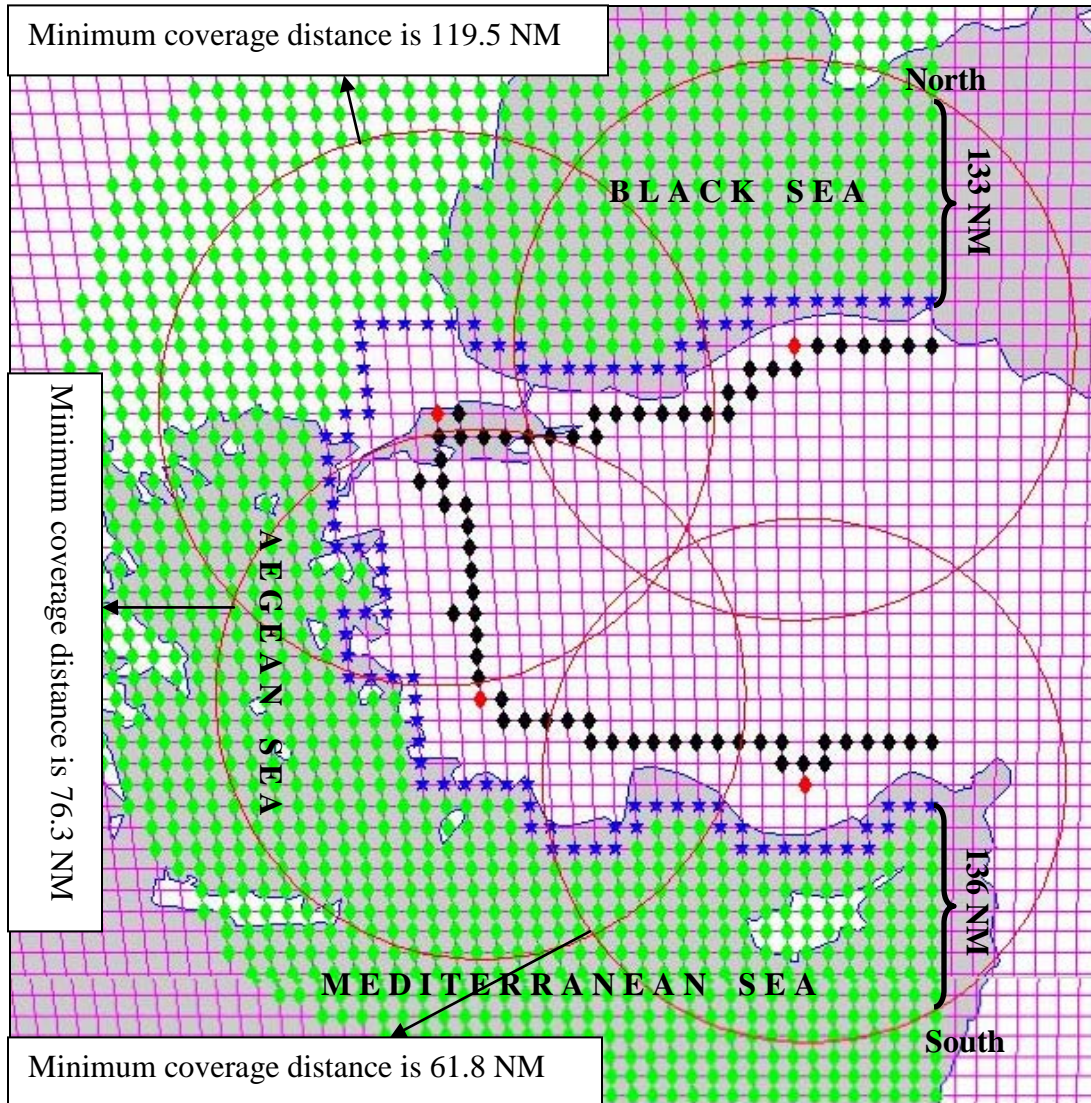 Minimum coverage distance is 119.5 NM
North
133 NM
BLACK SEA
Minimum coverage distance is 76.3 NM
AEGEAN SEA
136 NM
MEDITERRANEAN SEA
South
Minimum coverage distance is 61.8 NM